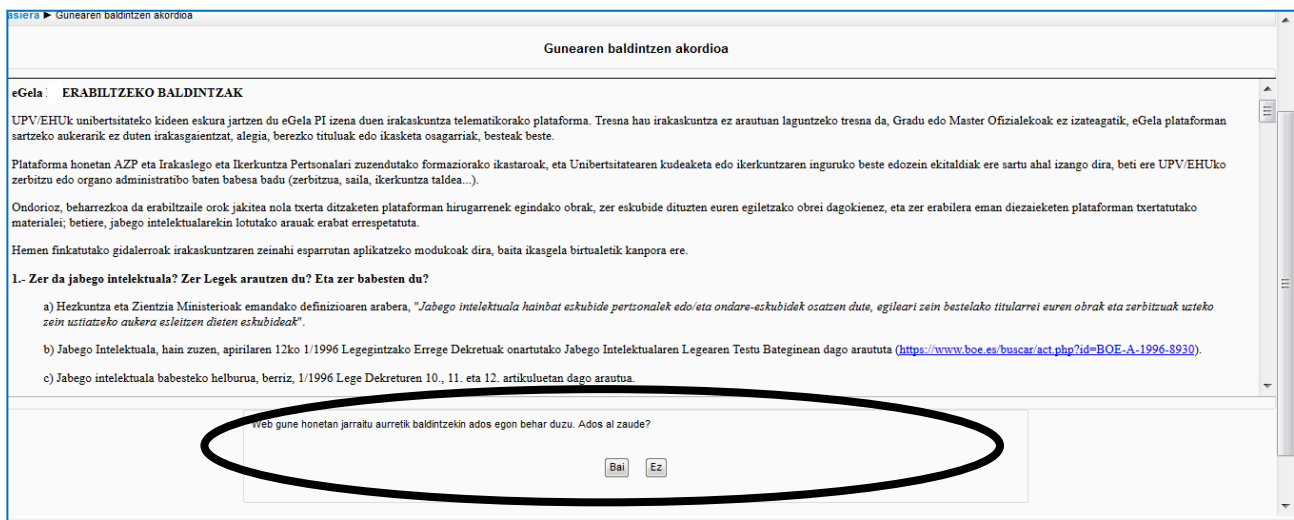 asiera ► Gunearen baldintzen akordioa
Gunearen baldintzen akordioa
eGela ERABILTZEKO BALDINTZAK
UPV/EHUk unibertsitateko kideen eskura jartzen du eGela PI izena duen irakaskuntza telematikorako plataforma. Tresna hau irakaskuntza ez arautuan laguntzeko tresna da, Gradu edo Master Ofizialekoak ez izateagatik, eGela plataforman
sartzeko aukerarik ez duten irakasgaientzat, alegia, berezko tituluak edo ikasketa osagarriak, besteak beste.
Plataforma honetan AZP eta Irakaslego eta Ikerkuntza Pertsonalari zuzendutako formaziorako ikastaroak, eta Unibertsitatearen kudeaketa edo ikerkuntzaren inguruko beste edozein ekitaldiak ere sartu ahal izango dira, beti ere UPV/EHUko
zerbitzu edo organo administratibo baten babesa badu (zerbitzua, saila, ikerkuntza taldea...).
Ondorioz, beharrezkoa da erabiltzaile orok jakitea nola txerta ditzaketen plataforman hirugarrenek egindako obrak, zer eskubide dituzten euren egiletzako obrei dagokienez, eta zer erabilera eman diezaieketen plataforman txertatutako
materialei; betiere, jabego intelektualarekin lotutako arauak erabat errespetatuta.
Hemen finkatutako gidalerroak irakaskuntzaren zeinahi esparrutan aplikatzeko modukoak dira, baita ikasgela birtualetik kanpora ere.
1.- Zer da jabego intelektuala? Zer Legek arautzen du? Eta zer babesten du?
a) Hezkuntza eta Zientzia Ministerioak emandako definizioaren arabera, "Jabego intelektuala hainbat eskubide pertsonalek edo/eta ondare-eskubidek osatzen dute, egileari zein bestelako titularrei euren obrak eta zerbitzuak uzteko
zein ustiatzeko aukera esleitzen dieten eskubideak".
b) Jabego Intelektuala, hain zuzen, apirilaren 12ko 1/1996 Legegintzako Errege Dekretuak onartutako Jabego Intelektualaren Legearen Testu Bateginean dago araututa (https://www.boe.es/buscar/act.php?id=BOE-A-1996-8930).
c) Jabego intelektuala babesteko helburua, berriz, 1/1996 Lege Dekreturen 10., 11. eta 12. artikuluetan dago arautua.
Web gune honetan jarraitu aurretik baldintzekin ados egon behar duzu. Ados al zaude?
Bai Ez